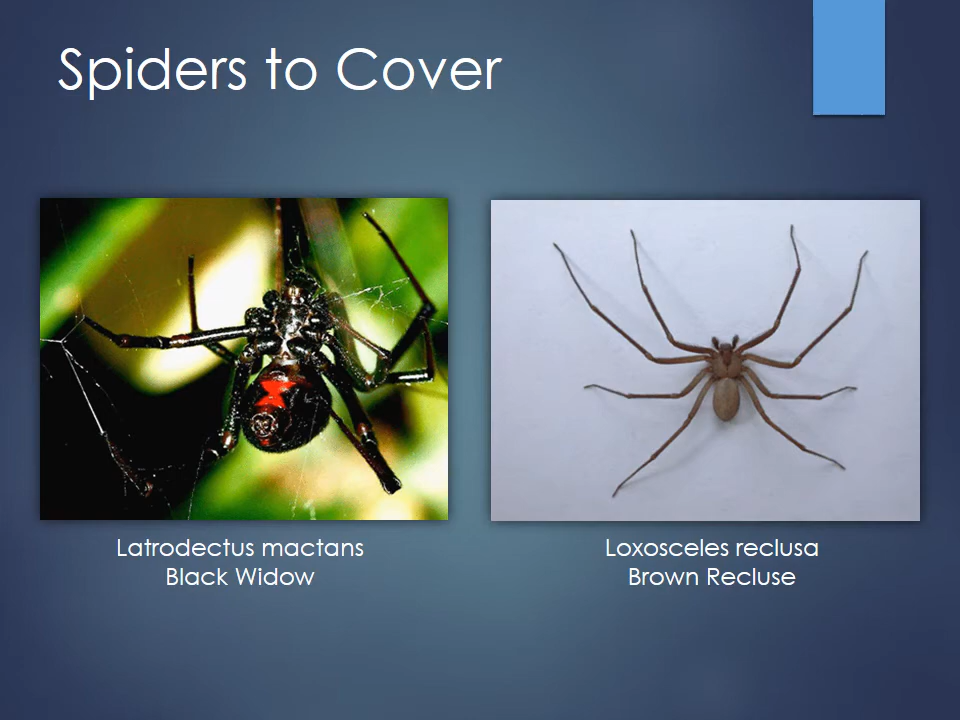 Spiders to Cover
Latrodectus mactans
Black Widow
Loxosceles reclusa
Brown Recluse